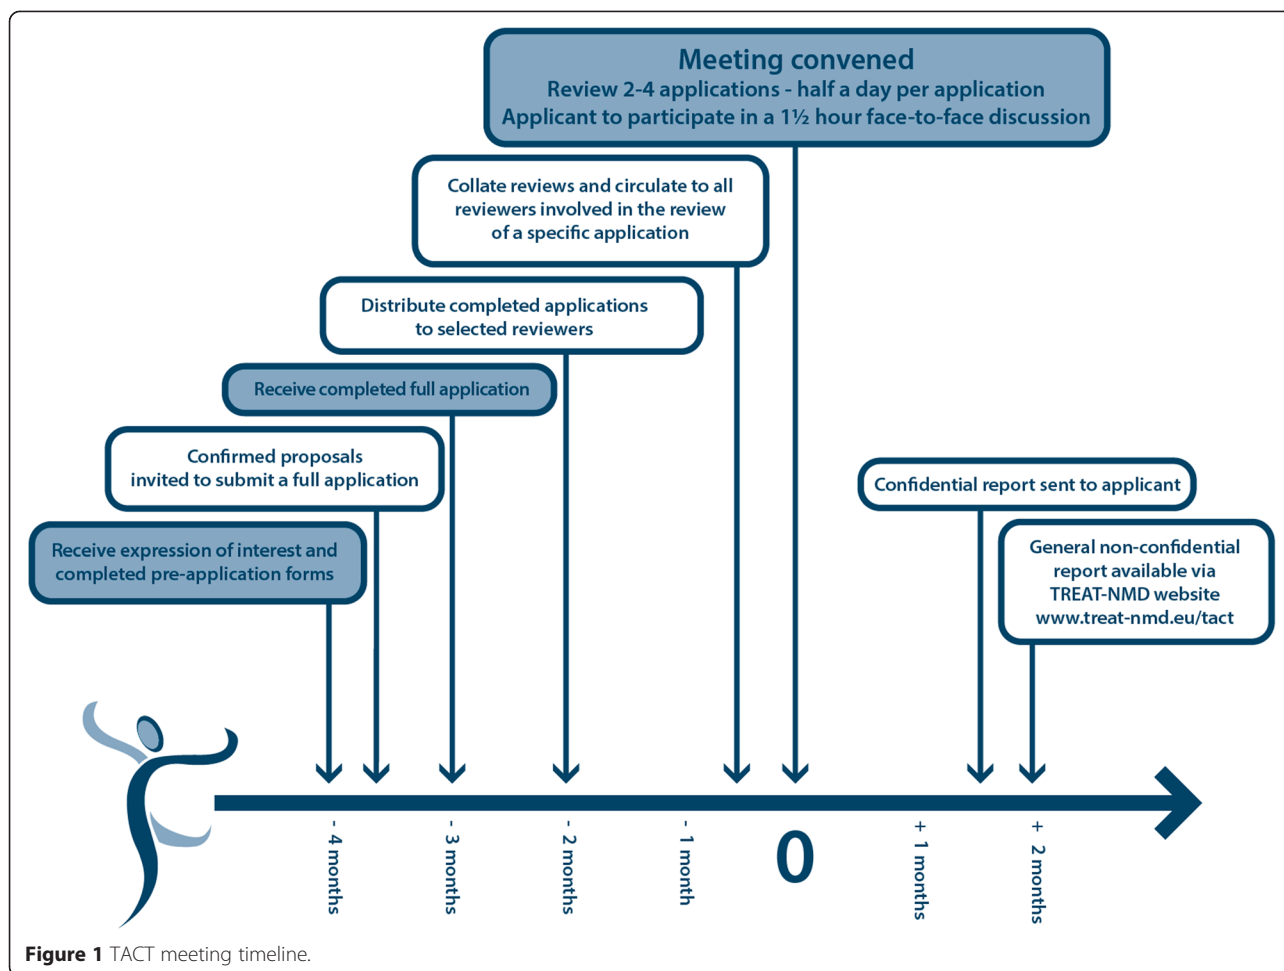 Meeting convened
Review 2-4 applications - half a day per application
Applicant to participate in a 1½ hour face-to-face discussion
Collate reviews and circulate to all
reviewers involved in the review
of a specific application
Distribute completed applications
to selected reviewers
Receive completed full application
Confirmed proposals
invited to submit a full application
Receive expression of interest and
completed pre-application forms
Confidential report sent to applicant
General non-confidential
report available via
TREAT-NMD website
www.treat-nmd.eu/tact
- 4 months
- 3 months
- 2 months
- 1 month
0
+ 1 months
+ 2 months
Figure 1 TACT meeting timeline.